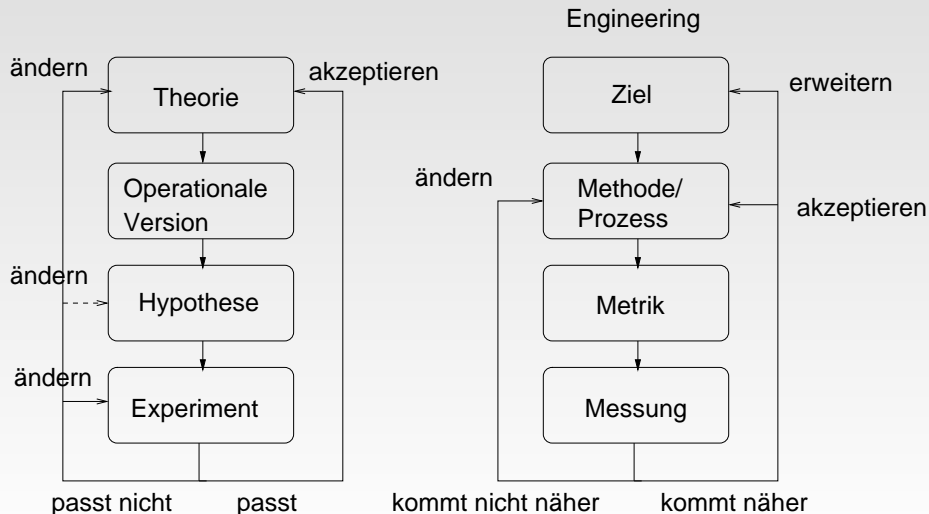 Engineering
ändern
akzeptieren
Theorie
Operationale
Version
ändern
Hypothese
ändern
Experiment
passt nicht
passt
Ziel
erweitern
ändern
Methode/
Prozess
akzeptieren
Metrik
Messung
kommt nicht näher
kommt näher